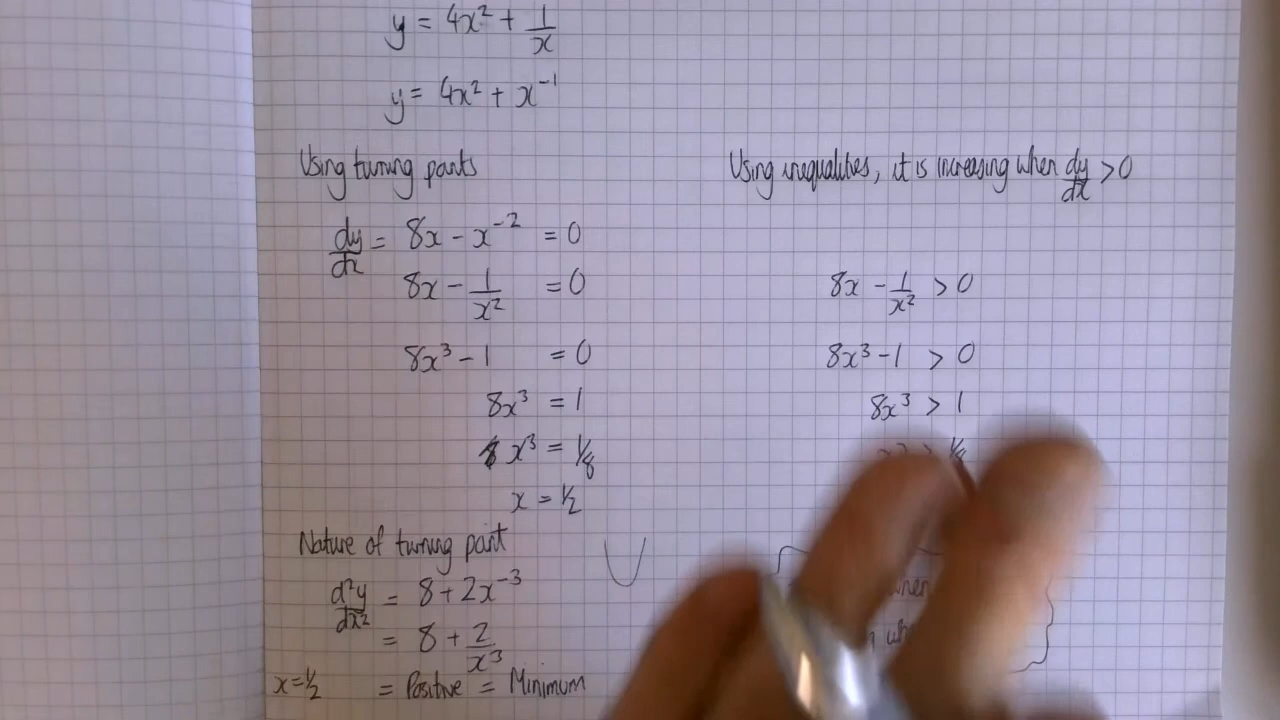 y = 4x² + 1/x
y = 4x² + x⁻¹
Using turning points
dy/dx = 8x - x⁻² = 0
8x - 1/x² = 0
8x³ - 1 = 0
8x³ = 1
x³ = 1/8
x = 1/2
Nature of turning point
d²y/dx² = 8 + 2x⁻³
= 8 + 2/x³
x = 1/2 = Positive = Minimum
Using inequalities, it is increasing when dy/dx > 0
8x - 1/x² > 0
8x³ - 1 > 0
8x³ > 1